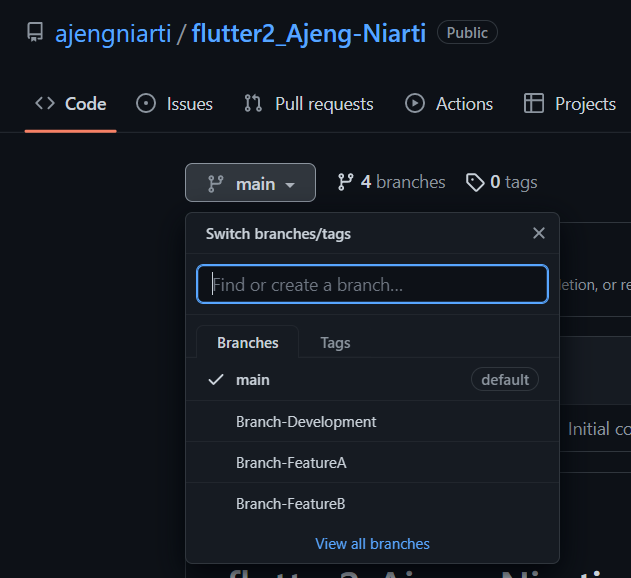 ajengniarti / flutter2_Ajeng-Niarti Public
Code Issues Pull requests Actions Projects
main 4 branches 0 tags
Switch branches/tags
Find or create a branch...
etion, or re
Branches Tags
main default
Branch-Development
Initial co
Branch-FeatureA
Branch-FeatureB
View all branches